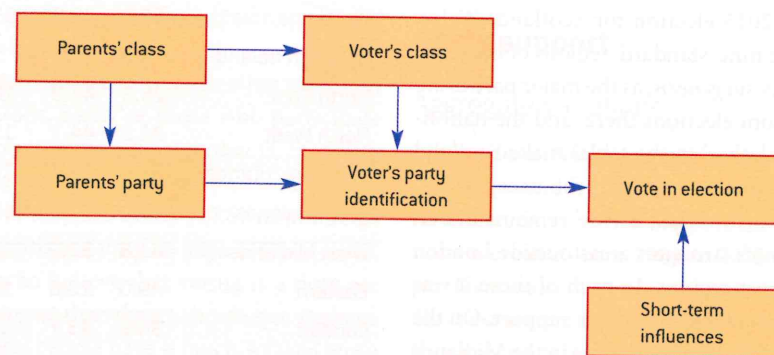 Parents' class
Voter's class
Parents' party
Voter's party
identification
Vote in election
Short-term
influences